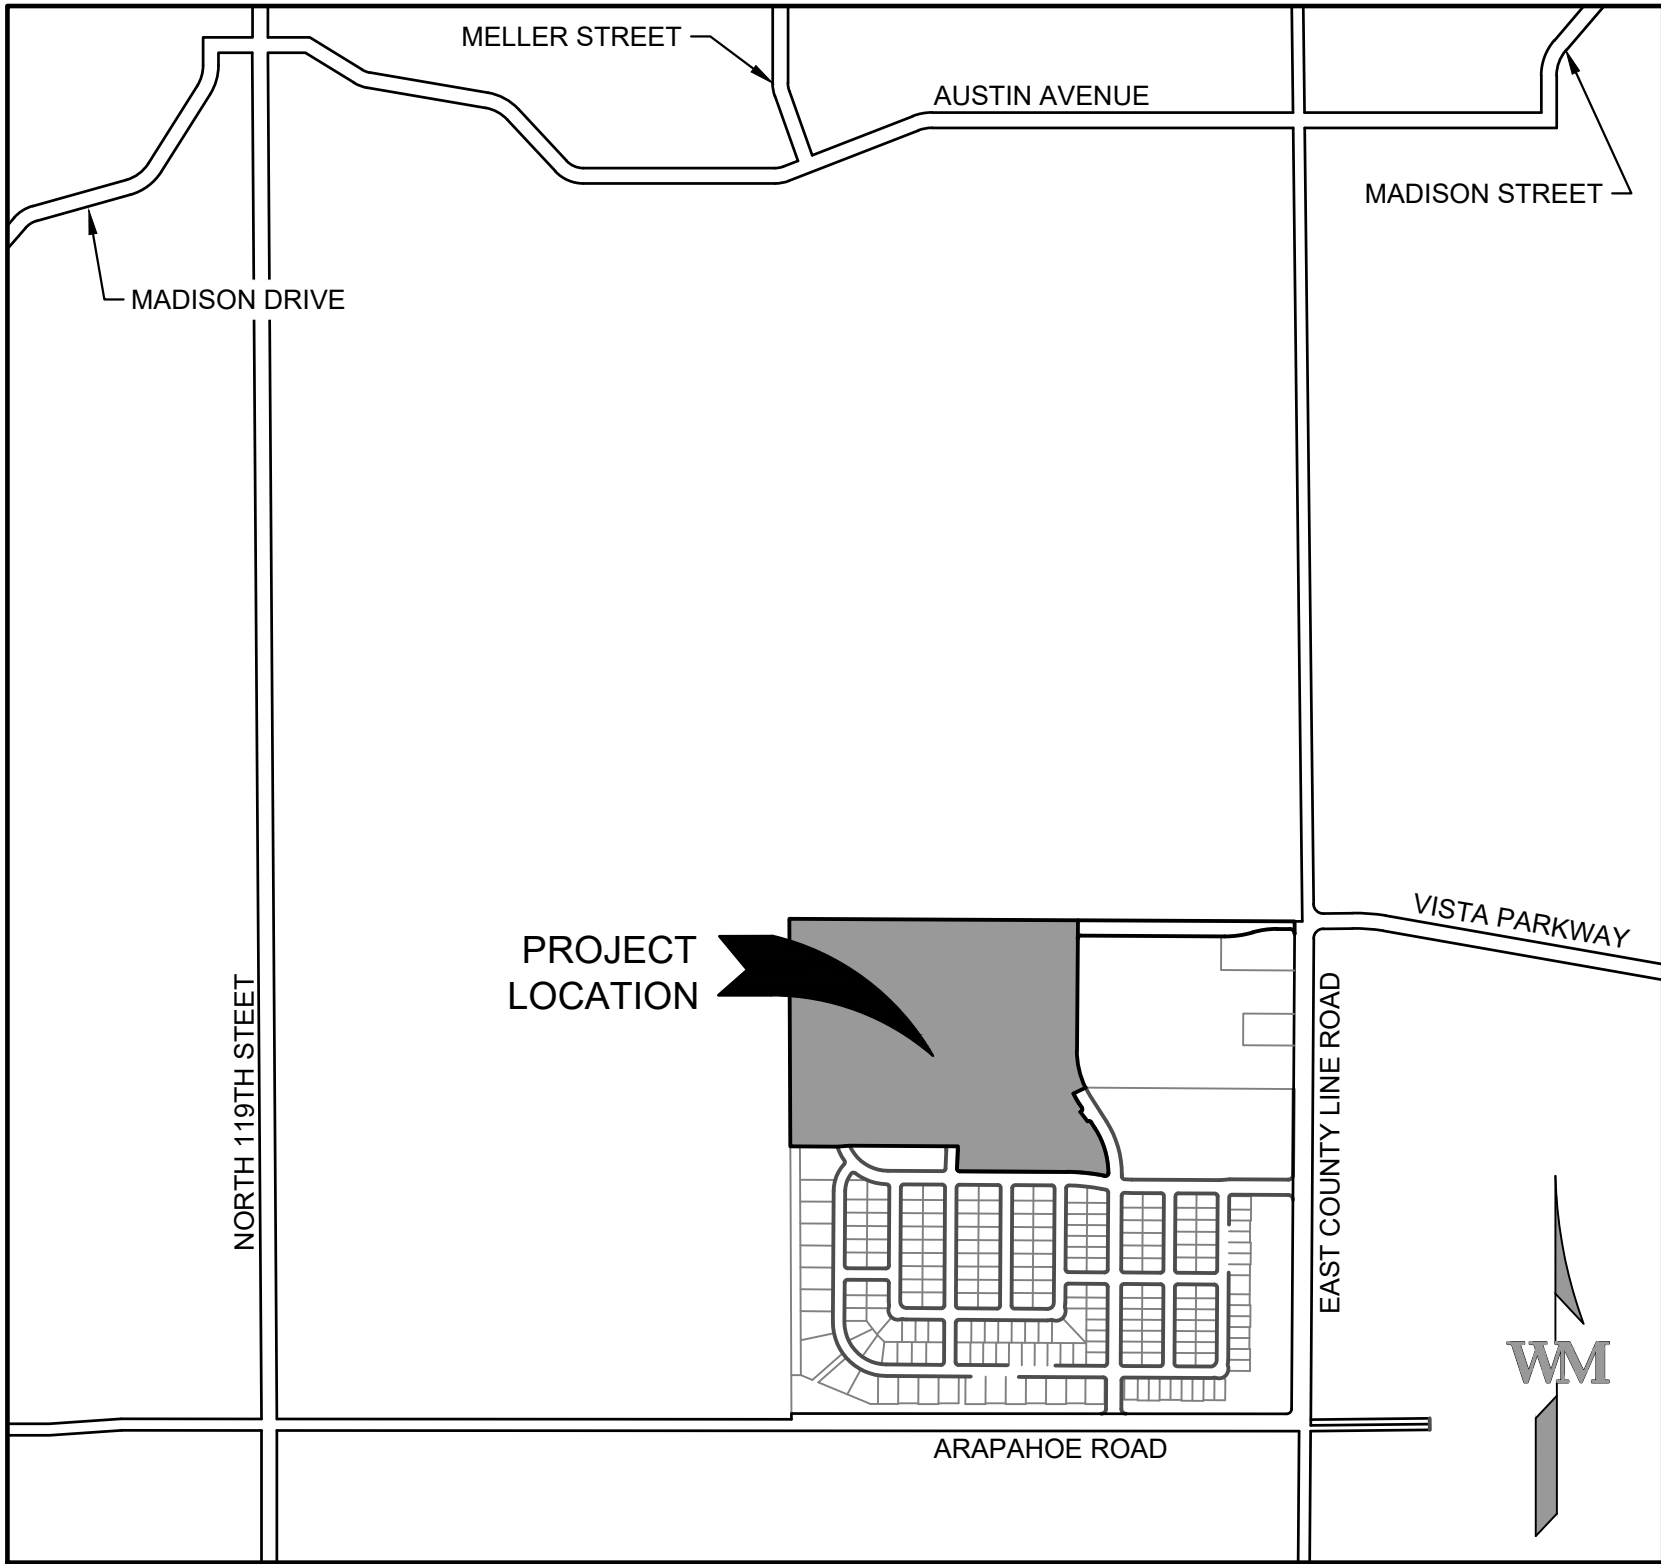 MELLER STREET
AUSTIN AVENUE
MADISON STREET
MADISON DRIVE
VISTA PARKWAY
PROJECT
LOCATION
NORTH 119TH STEET
EAST COUNTY LINE ROAD
WM
ARAPAHOE ROAD